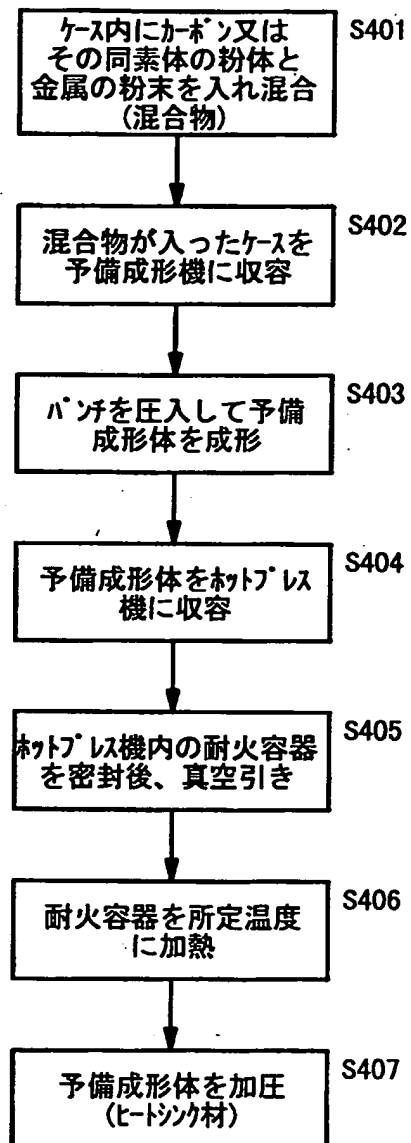 ケース内にカーボン又は
S401
その同素体の粉体と
金属の粉末を入れ混合
(混合物)
S402
混合物が入ったケースを
予備成形機に収容
S403
パンチを圧入して予備
成形体を成形
S404
予備成形体をホットプレス
機に収容
S405
ホットプレス機内の耐火容器
を密封後、真空引き
S406
耐火容器を所定温度
に加熱
S407
予備成形体を加圧
(ヒートシンク材)